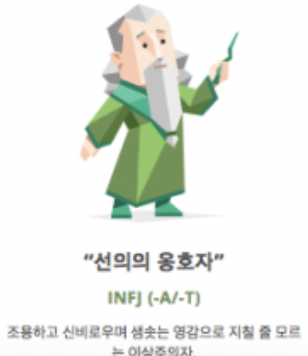 “선의의 옹호자”
INFJ (-A/-T)
조용하고 신비로우며 샘솟는 영감으로 지칠 줄 모르
는 이상주의자.